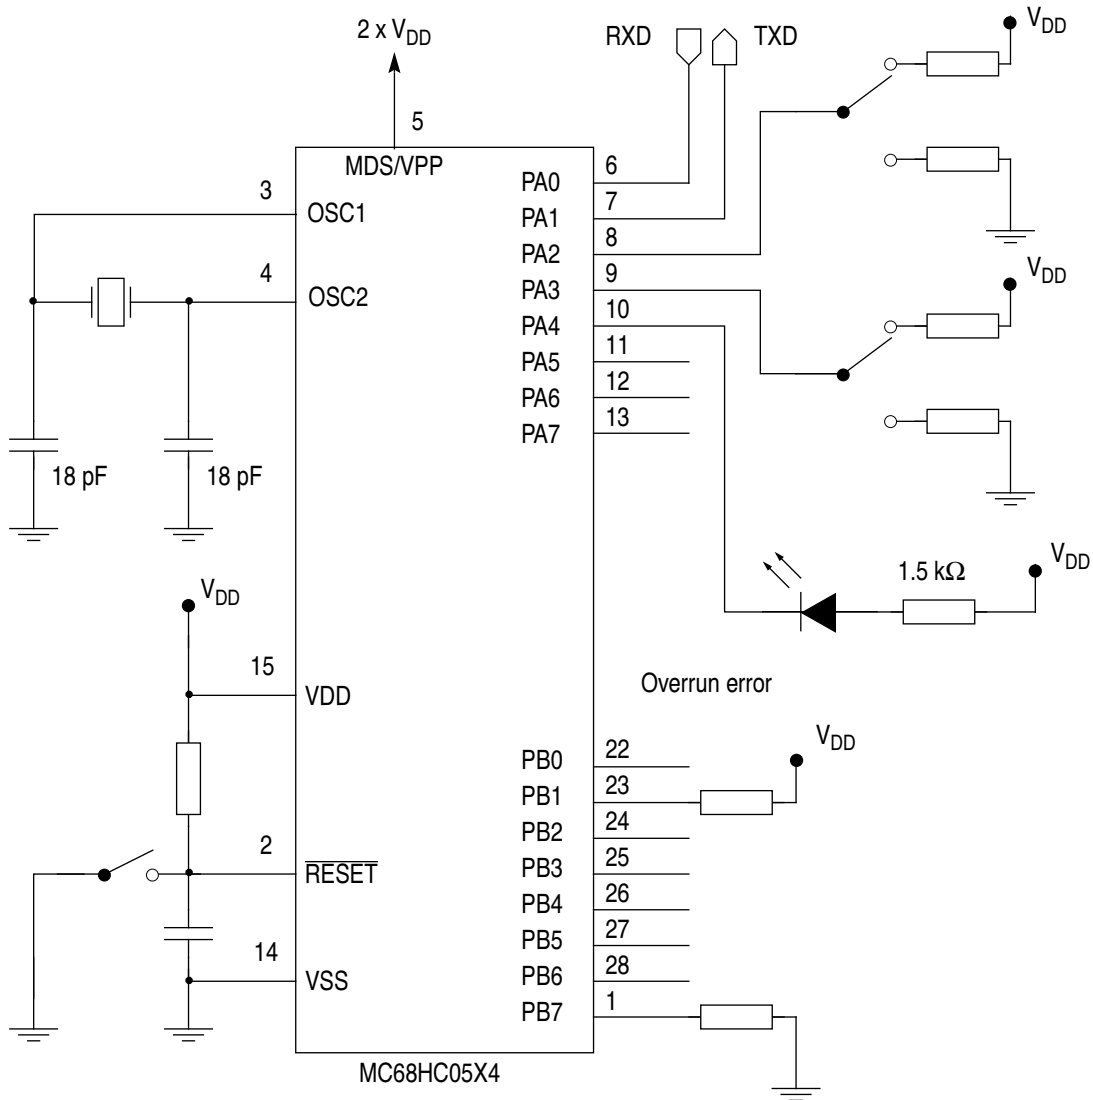 2 x VDD
RXD
TXD
VDD
5
MDS/VPP
3
OSC1
4
OSC2
PA0
6
PA1
7
PA2
8
PA3
9
PA4
10
PA5
11
PA6
12
PA7
13
VDD
18 pF
18 pF
VDD
1.5 kΩ
VDD
15
VDD
Overrun error
VDD
PB0
22
PB1
23
PB2
24
PB3
25
PB4
26
PB5
27
PB6
28
PB7
1
2
RESET
14
VSS
MC68HC05X4